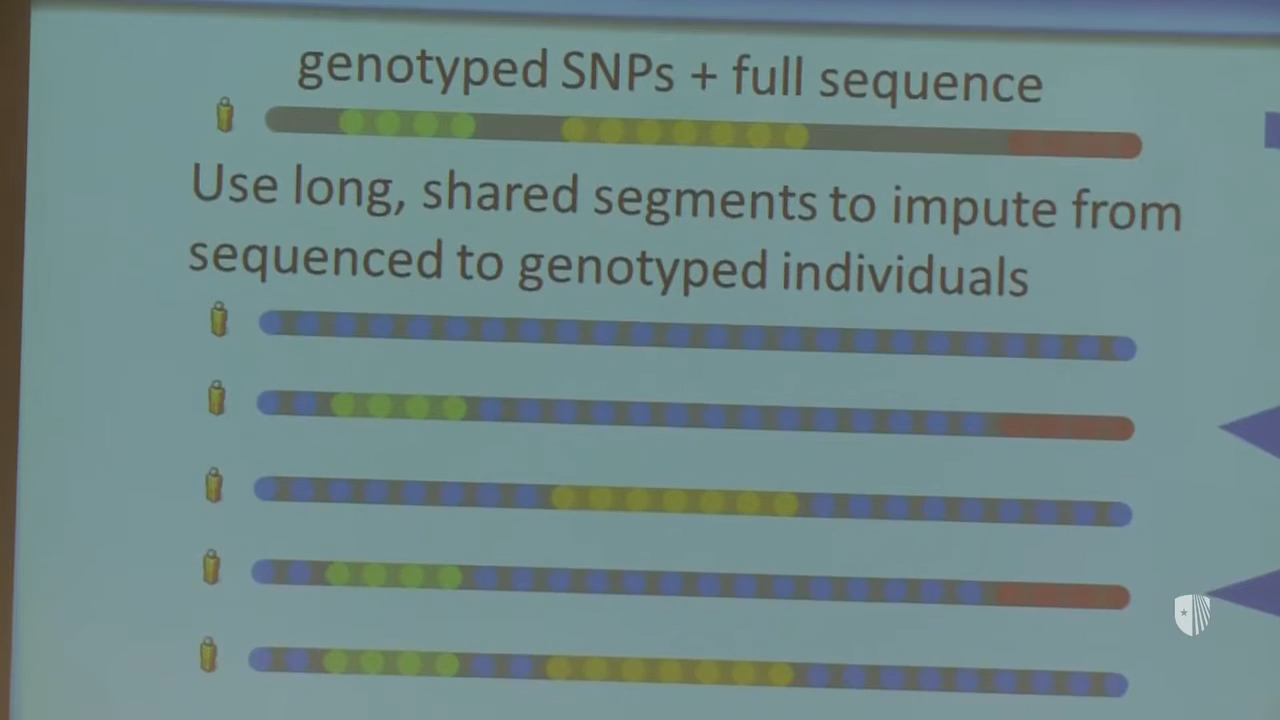 genotyped SNPs + full sequence
Use long, shared segments to impute from
sequenced to genotyped individuals